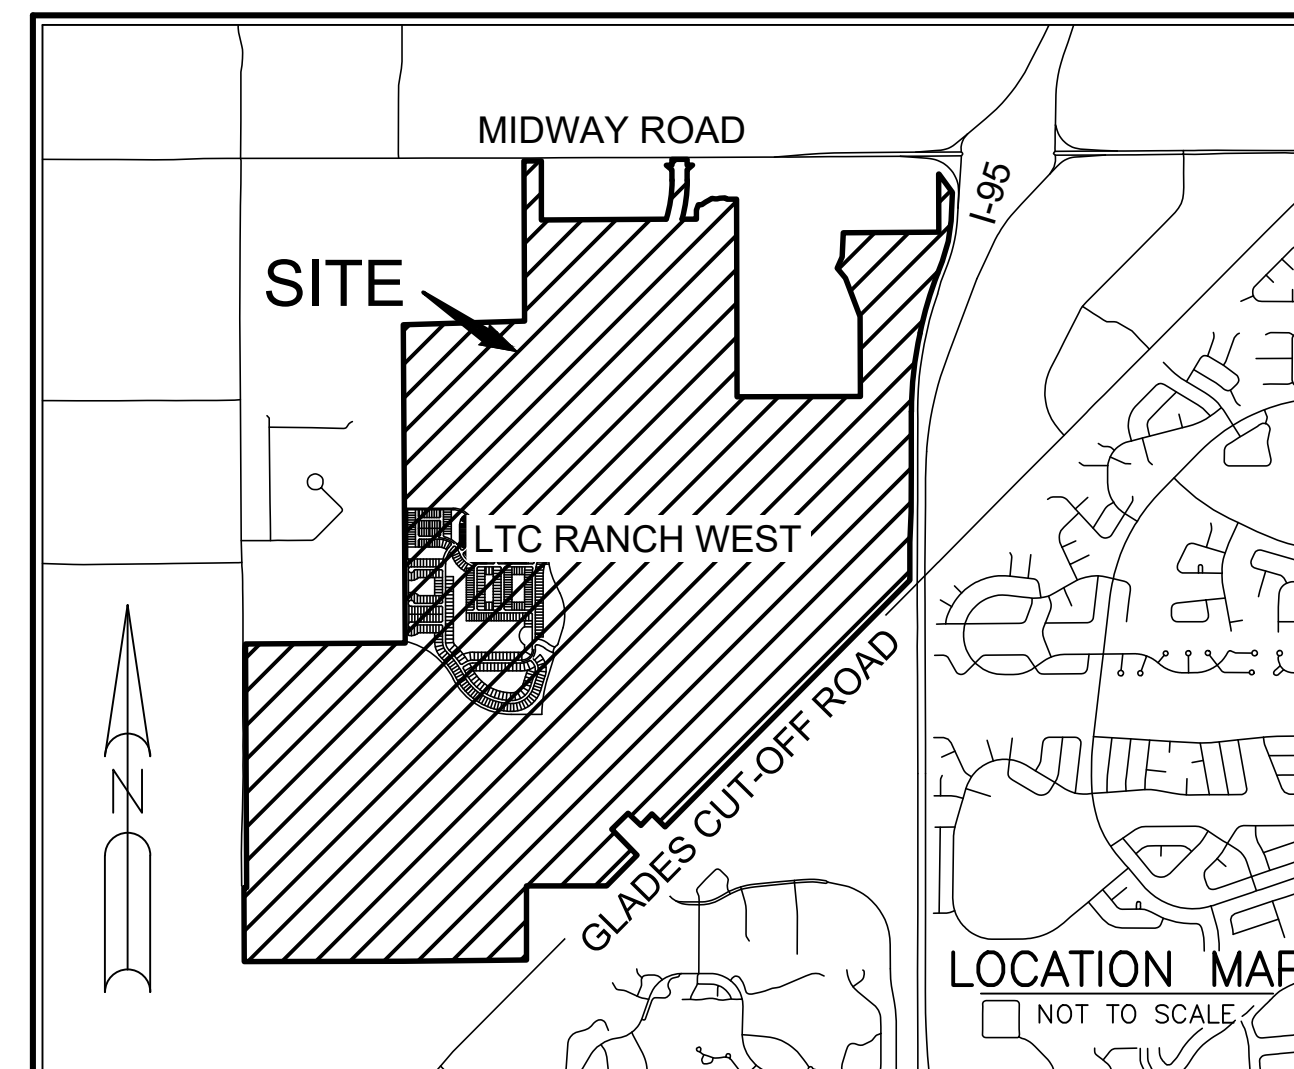 MIDWAY ROAD
I-95
SITE
LTC RANCH WEST
GLADES CUT-OFF ROAD
N
LOCATION MAP
NOT TO SCALE